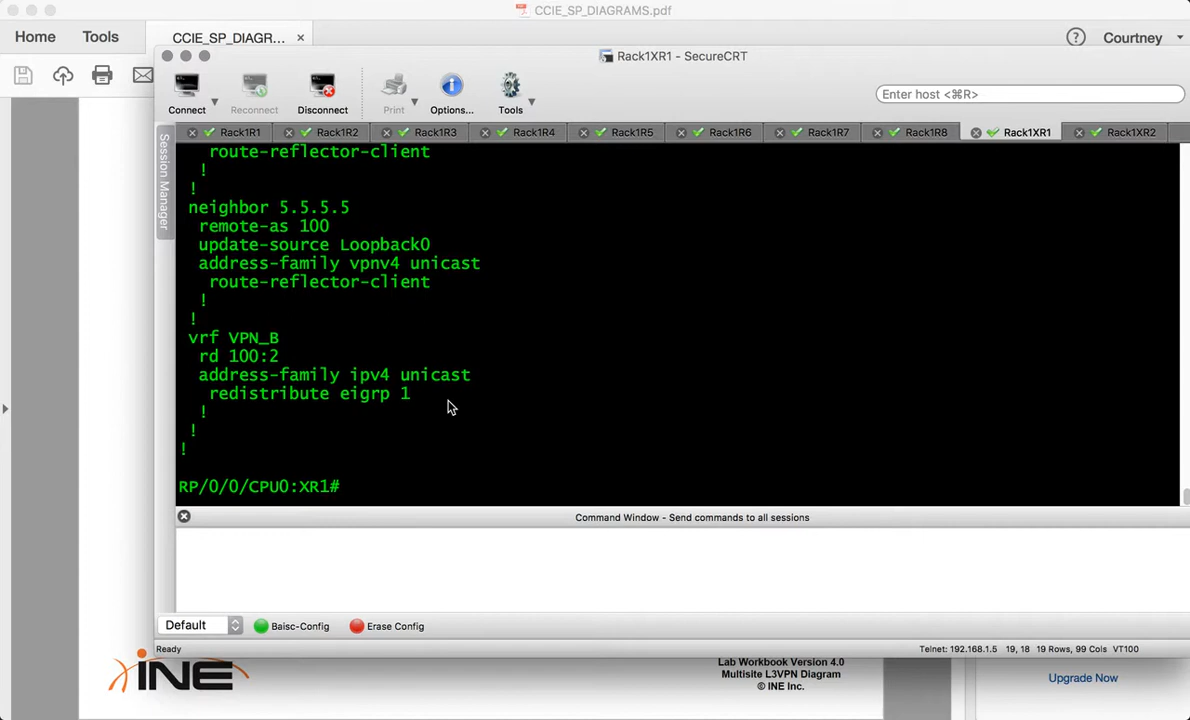 CCIE_SP_DIAGRAMS.pdf
Home Tools CCIE_SP_DIAGR... × ? Courtney
Rack1XR1 - SecureCRT
Connect Reconnect Disconnect Print Options... Tools
Enter host <⌘R>
Rack1R1 Rack1R2 Rack1R3 Rack1R4 Rack1R5 Rack1R6 Rack1R7 Rack1R8 Rack1XR1 Rack1XR2
Session Manager
route-reflector-client
!
!
neighbor 5.5.5.5
remote-as 100
update-source Loopback0
address-family vpnv4 unicast
route-reflector-client
!
!
vrf VPN_B
rd 100:2
address-family ipv4 unicast
redistribute eigrp 1
!
!
!
RP/0/0/CPU0:XR1#
Command Window - Send commands to all sessions
Default Baisc-Config Erase Config
Ready Telnet: 192.168.1.5 19, 18 19 Rows, 99 Cols VT100
INE
Lab Workbook Version 4.0
Multisite L3VPN Diagram
© INE Inc.
Upgrade Now